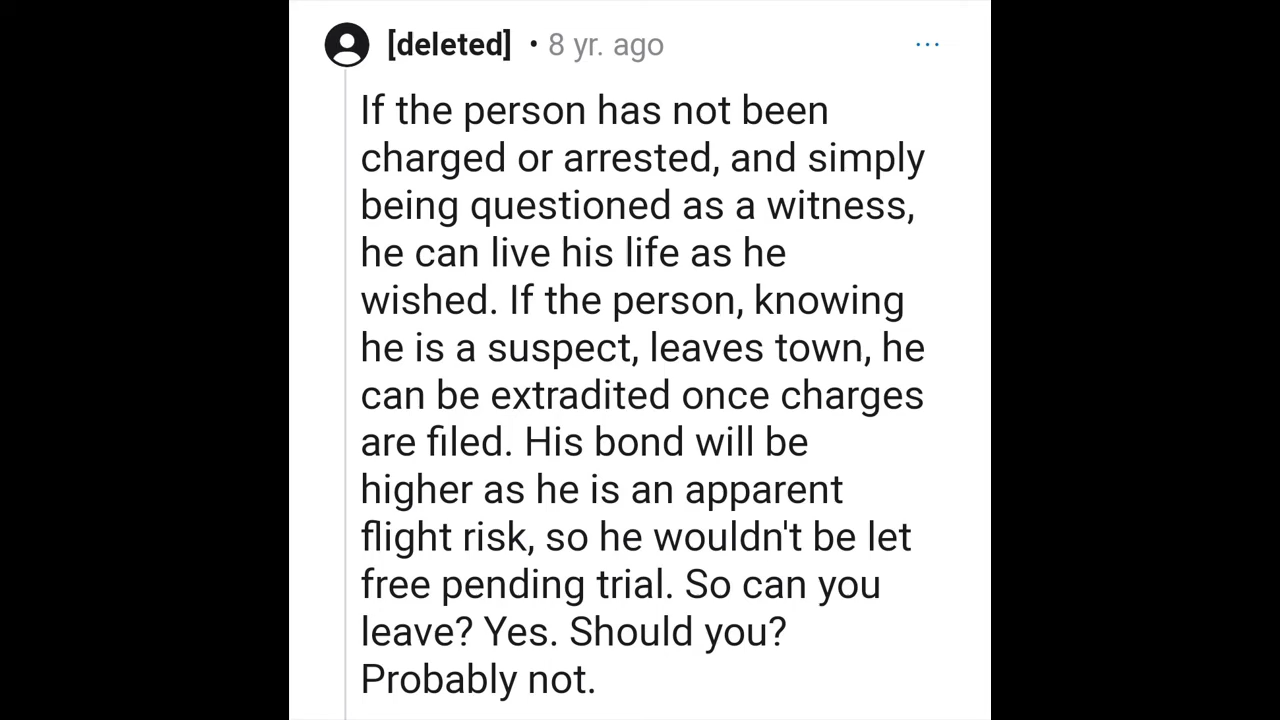 [deleted] • 8 yr. ago
If the person has not been
charged or arrested, and simply
being questioned as a witness,
he can live his life as he
wished. If the person, knowing
he is a suspect, leaves town, he
can be extradited once charges
are filed. His bond will be
higher as he is an apparent
flight risk, so he wouldn't be let
free pending trial. So can you
leave? Yes. Should you?
Probably not.